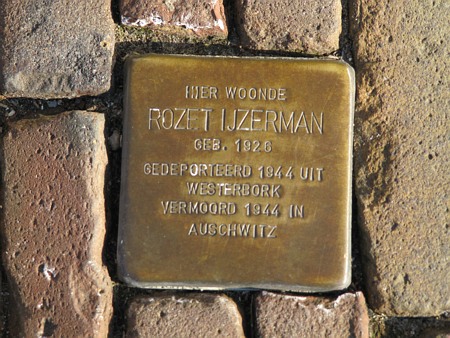 HIER WOONDE
ROZET IJZERMAN
GEB. 1926
GEDEPORTEERD 1944 UIT
WESTERBORK
VERMOORD 1944 IN
AUSCHWITZ